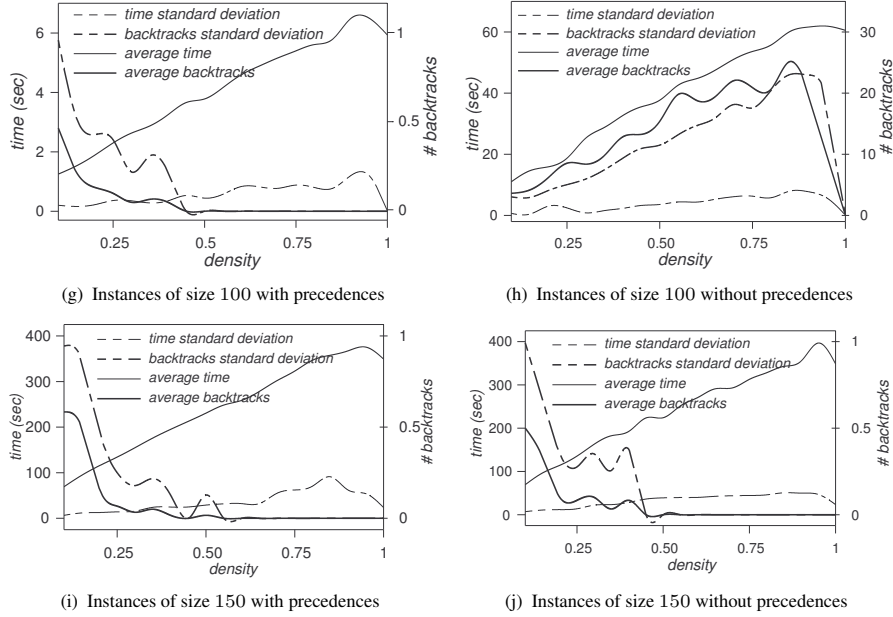 time standard deviation
backtracks standard deviation
average time
average backtracks
6
4
2
0
time (sec)
1
0.5
0
# backtracks
0.25
0.5
0.75
1
density
(g) Instances of size 100 with precedences
time standard deviation
backtracks standard deviation
average time
average backtracks
60
40
20
0
time (sec)
30
20
10
0
# backtracks
0.25
0.50
0.75
1
density
(h) Instances of size 100 without precedences
time standard deviation
backtracks standard deviation
average time
average backtracks
400
300
200
100
0
time (sec)
1
0.5
0
# backtracks
0.25
0.50
0.75
1
density
(i) Instances of size 150 with precedences
time standard deviation
backtracks standard deviation
average time
average backtracks
400
300
200
100
0
time (sec)
1
0.5
0
# backtracks
0.25
0.50
0.75
1
density
(j) Instances of size 150 without precedences